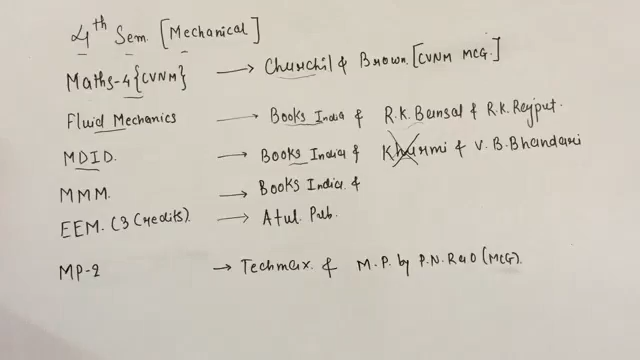 4th Sem. [Mechanical]
Maths-4 {CVNM} → Churchil & Brown. [CVNM MCG.]
Fluid Mechanics → Books India & R.K. Bansal & R.K. Rajput.
MDID. → Books India & Khurmi & V.B. Bhandari
MMM. → Books India &
EEM. (3 Credits). → Atul Pub.
MP-2 → Techmax. & M.P. by P.N. Rao (MCG).